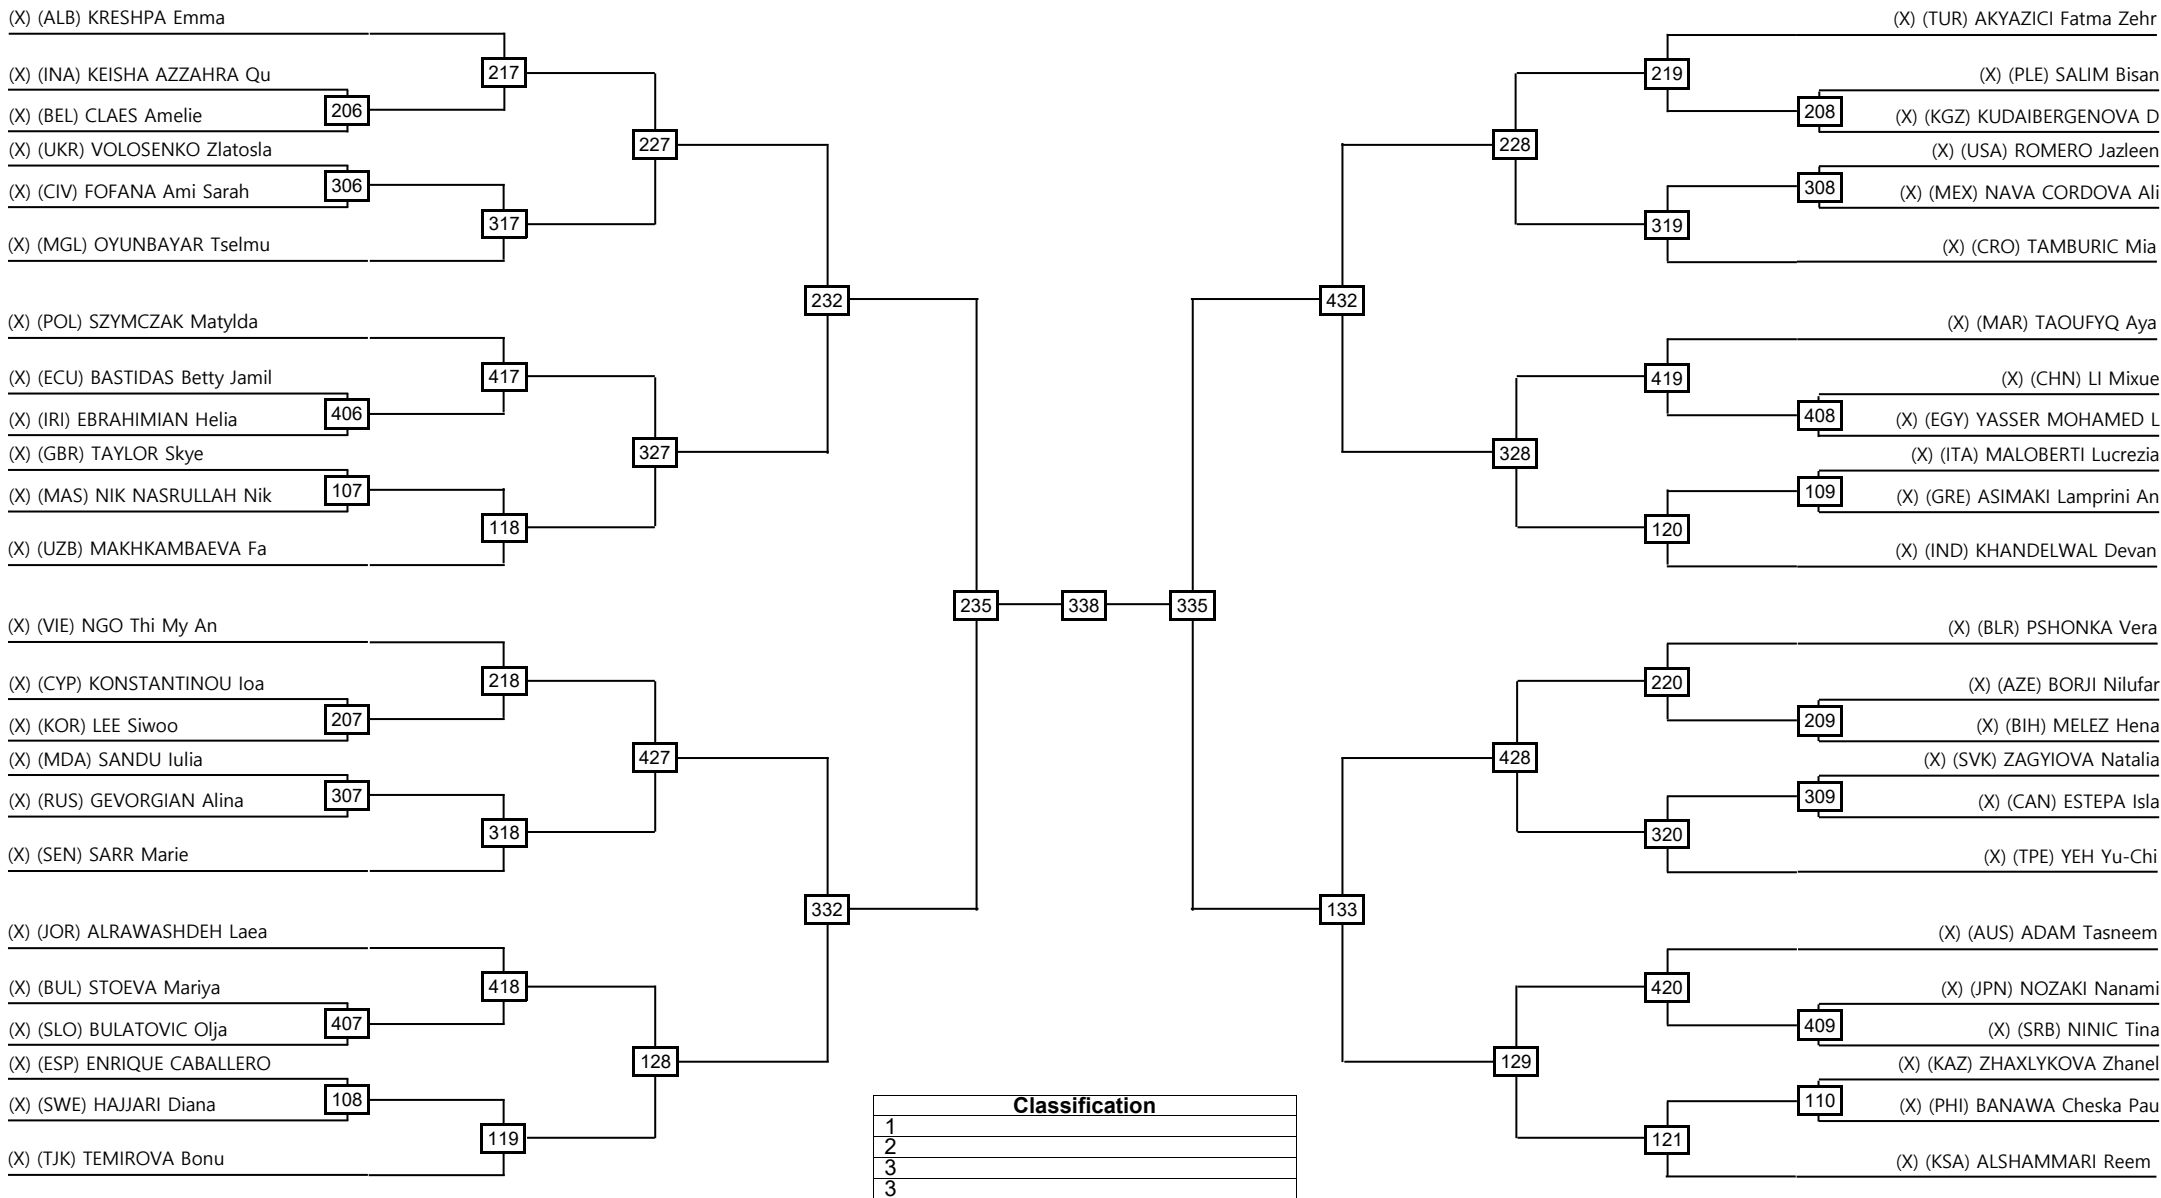 (X) (ALB) KRESHPA Emma
217
(X) (INA) KEISHA AZZAHRA Qu
206
(X) (BEL) CLAES Amelie
227
(X) (UKR) VOLOSENKO Zlatosla
306
(X) (CIV) FOFANA Ami Sarah
317
(X) (MGL) OYUNBAYAR Tselmu
232
(X) (POL) SZYMCZAK Matylda
417
(X) (ECU) BASTIDAS Betty Jamil
406
(X) (IRI) EBRAHIMIAN Helia
327
(X) (GBR) TAYLOR Skye
107
(X) (MAS) NIK NASRULLAH Nik
118
(X) (UZB) MAKHKAMBAEVA Fa
235
338
335
(X) (VIE) NGO Thi My An
218
(X) (CYP) KONSTANTINOU Ioa
207
(X) (KOR) LEE Siwoo
427
(X) (MDA) SANDU Iulia
307
(X) (RUS) GEVORGIAN Alina
318
(X) (SEN) SARR Marie
332
(X) (JOR) ALRAWASHDEH Laea
418
(X) (BUL) STOEVA Mariya
407
(X) (SLO) BULATOVIC Olja
128
(X) (ESP) ENRIQUE CABALLERO
108
(X) (SWE) HAJJARI Diana
119
(X) (TJK) TEMIROVA Bonu
(X) (TUR) AKYAZICI Fatma Zehr
219
(X) (PLE) SALIM Bisan
208
(X) (KGZ) KUDAIBERGENOVA D
228
(X) (USA) ROMERO Jazleen
308
(X) (MEX) NAVA CORDOVA Ali
319
(X) (CRO) TAMBURIC Mia
432
(X) (MAR) TAOUFYQ Aya
419
(X) (CHN) LI Mixue
408
(X) (EGY) YASSER MOHAMED L
328
(X) (ITA) MALOBERTI Lucrezia
109
(X) (GRE) ASIMAKI Lamprini An
120
(X) (IND) KHANDELWAL Devan
(X) (BLR) PSHONKA Vera
220
(X) (AZE) BORJI Nilufar
209
(X) (BIH) MELEZ Hena
428
(X) (SVK) ZAGYIOVA Natalia
309
(X) (CAN) ESTEPA Isla
320
(X) (TPE) YEH Yu-Chi
133
(X) (AUS) ADAM Tasneem
420
(X) (JPN) NOZAKI Nanami
409
(X) (SRB) NINIC Tina
129
(X) (KAZ) ZHAXLYKOVA Zhanel
110
(X) (PHI) BANAWA Cheska Pau
121
(X) (KSA) ALSHAMMARI Reem
Classification
1
2
3
3